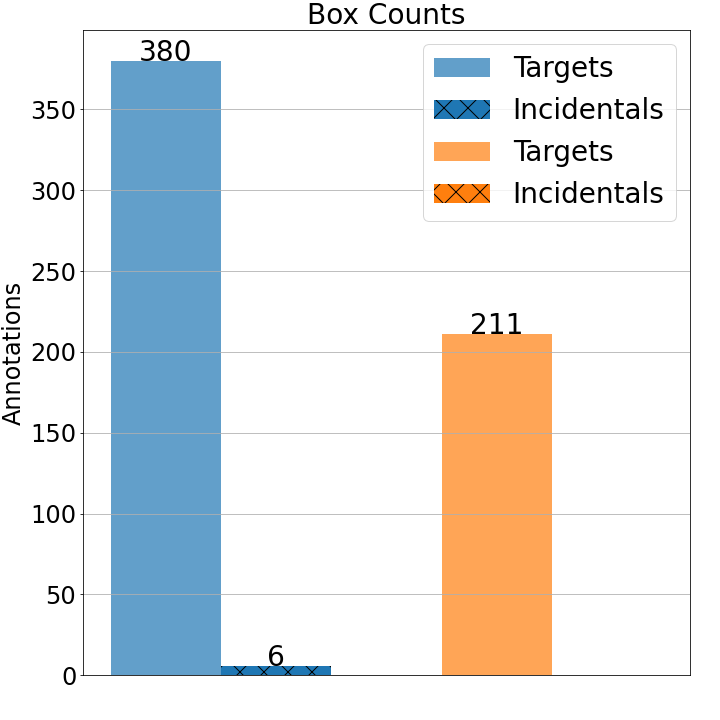 Box Counts
380
Targets
Incidentals
Targets
Incidentals
350
300
250
211
200
150
100
50
6
0
Annotations